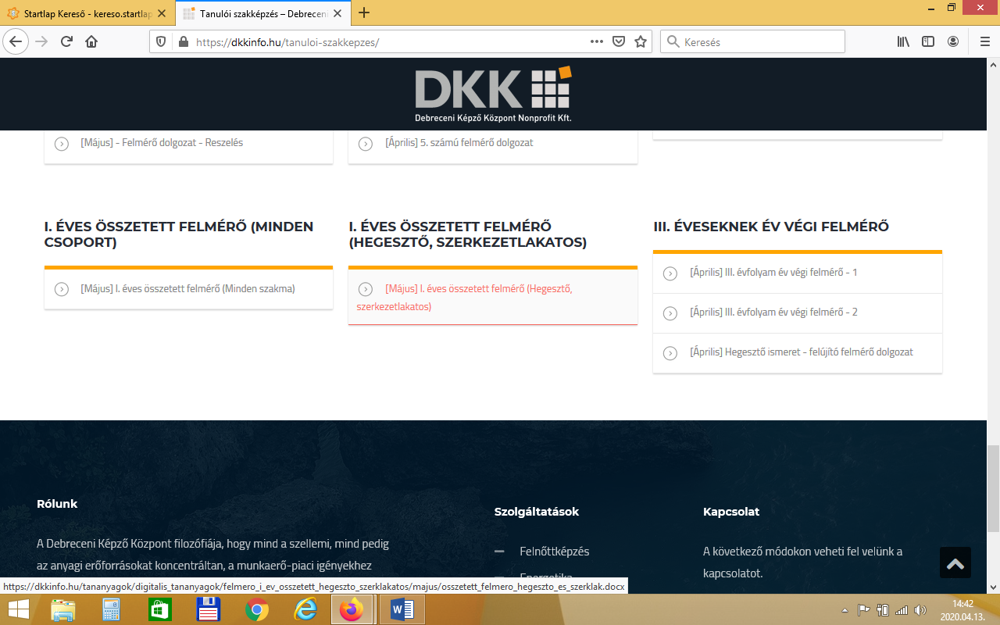 Startlap Kereső - kereso.startlap
Tanulói szakképzés – Debreceni
https://dkkinfo.hu/tanuloi-szakkepzes/
Keresés
DKK
Debreceni Képző Központ Nonprofit Kft.
[Május] - Felmérő dolgozat - Reszelés
[Április] 5. számú felmérő dolgozat
I. ÉVES ÖSSZETETT FELMÉRŐ (MINDEN
CSOPORT)
[Május] I. éves összetett felmérő (Minden szakma)
I. ÉVES ÖSSZETETT FELMÉRŐ
(HEGESZTŐ, SZERKEZETLAKATOS)
[Május] I. éves összetett felmérő (Hegesztő,
szerkezetlakatos)
III. ÉVESEKNEK ÉV VÉGI FELMÉRŐ
[Április] III. évfolyam év végi felmérő - 1
[Április] III. évfolyam év végi felmérő - 2
[Április] Hegesztő ismeret - felújító felmérő dolgozat
Rólunk
A Debreceni Képző Központ filozófiája, hogy mind a szellemi, mind pedig
az anyagi erőforrásokat koncentráltan, a munkaerő-piaci igényekhez
Szolgáltatások
Felnőttképzés
Energetika
Kapcsolat
A következő módokon veheti fel velünk a
kapcsolatot.
https://dkkinfo.hu/tananyagok/digitalis_tananyagok/felmero_i_ev_osszetett_hegeszto_szerklakatos/majus/osszetett_felmero_hegeszto_es_szerklak.docx
14:42
2020.04.13.